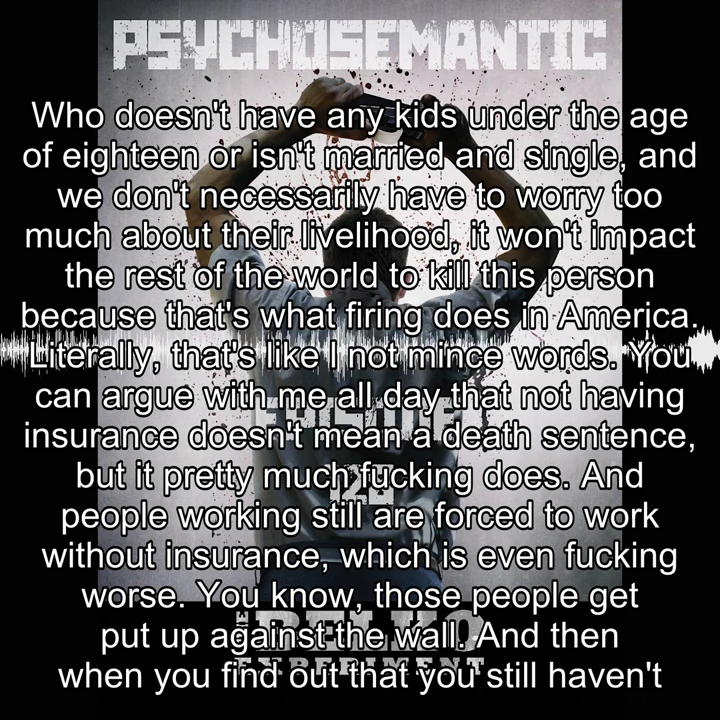 PSYCHOSEMANTIC
Who doesn't have any kids under the age
of eighteen or isn't married and single, and
we don't necessarily have to worry too
much about their livelihood, it won't impact
the rest of the world to kill this person
because that's what firing does in America.
Literally, that's like I not mince words. You
can argue with me all day that not having
EPISODE
insurance doesn't mean a death sentence,
but it pretty much fucking does. And
people working still are forced to work
without insurance, which is even fucking
worse. You know, those people get
THE BELKO
put up against the wall. And then
EXPERIMENT
when you find out that you still haven't